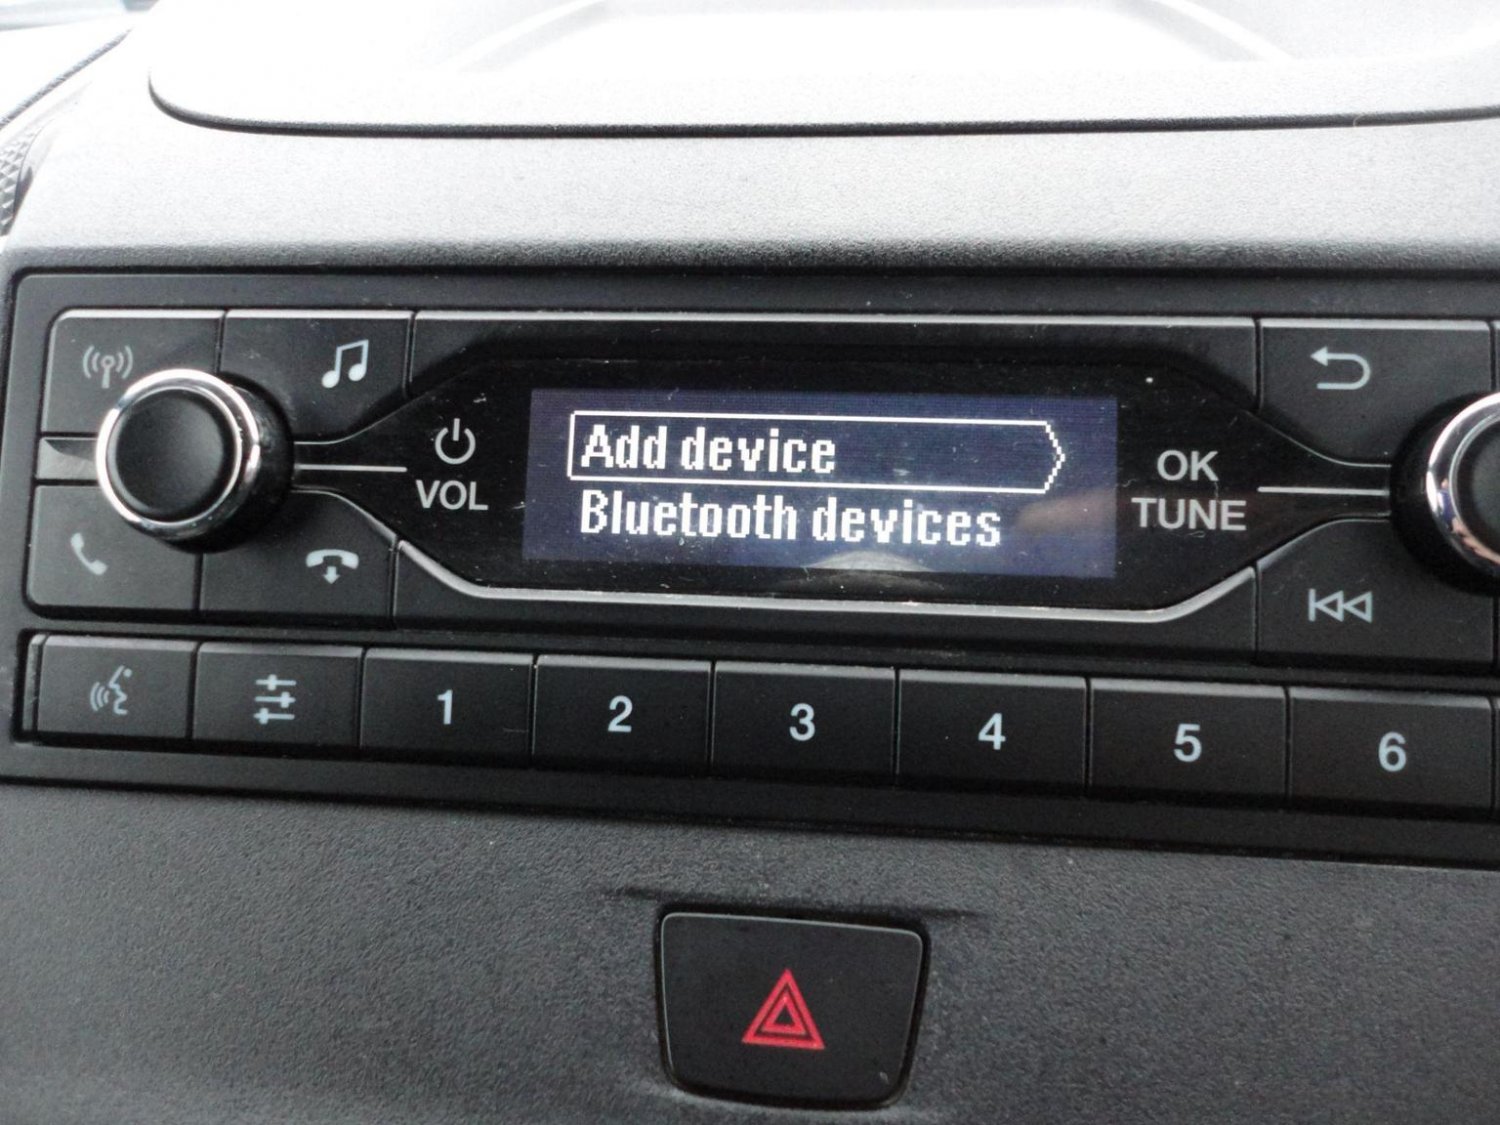 Add device
Bluetooth devices
VOL
OK
TUNE
1 2 3 4 5 6